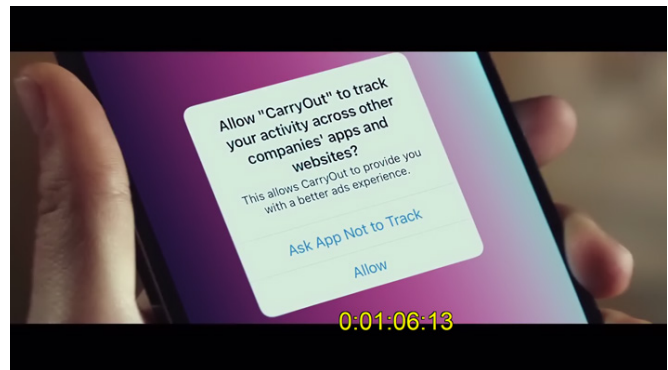 Allow "CarryOut" to track
your activity across other
companies' apps and
websites?
This allows CarryOut to provide you
with a better ads experience.
Ask App Not to Track
Allow
0:01:06:13